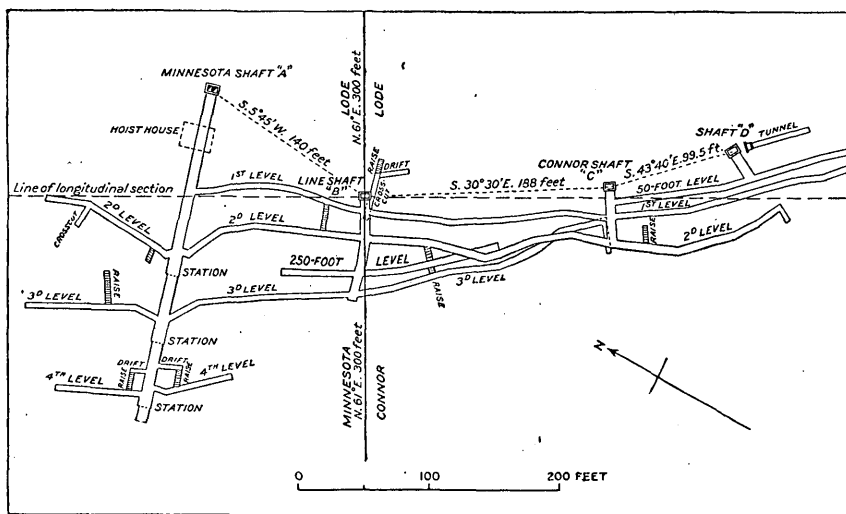 MINNESOTA SHAFT "A"
HOIST HOUSE
S. 5° 45' W. 140 feet
LODE
N. 61° E. 300 feet
LODE
LINE SHAFT
"B"
RAISE
DRIFT
CROSS-
CUT
S. 30° 30' E. 188 feet
CONNOR SHAFT
"C"
S. 43° 40' E. 99.5 ft.
SHAFT "D"
TUNNEL
Line of longitudinal section
1ST LEVEL
50-FOOT LEVEL
1ST LEVEL
2D LEVEL
CROSSCUT
2D LEVEL
RAISE
2D LEVEL
STATION
250-FOOT LEVEL
RAISE
RAISE
3D LEVEL
3D LEVEL
3D LEVEL
STATION
DRIFT
DRIFT
RAISE
RAISE
4TH LEVEL
4TH LEVEL
STATION
MINNESOTA
N. 61° E. 300 feet
CONNOR
N
0 100 200 FEET